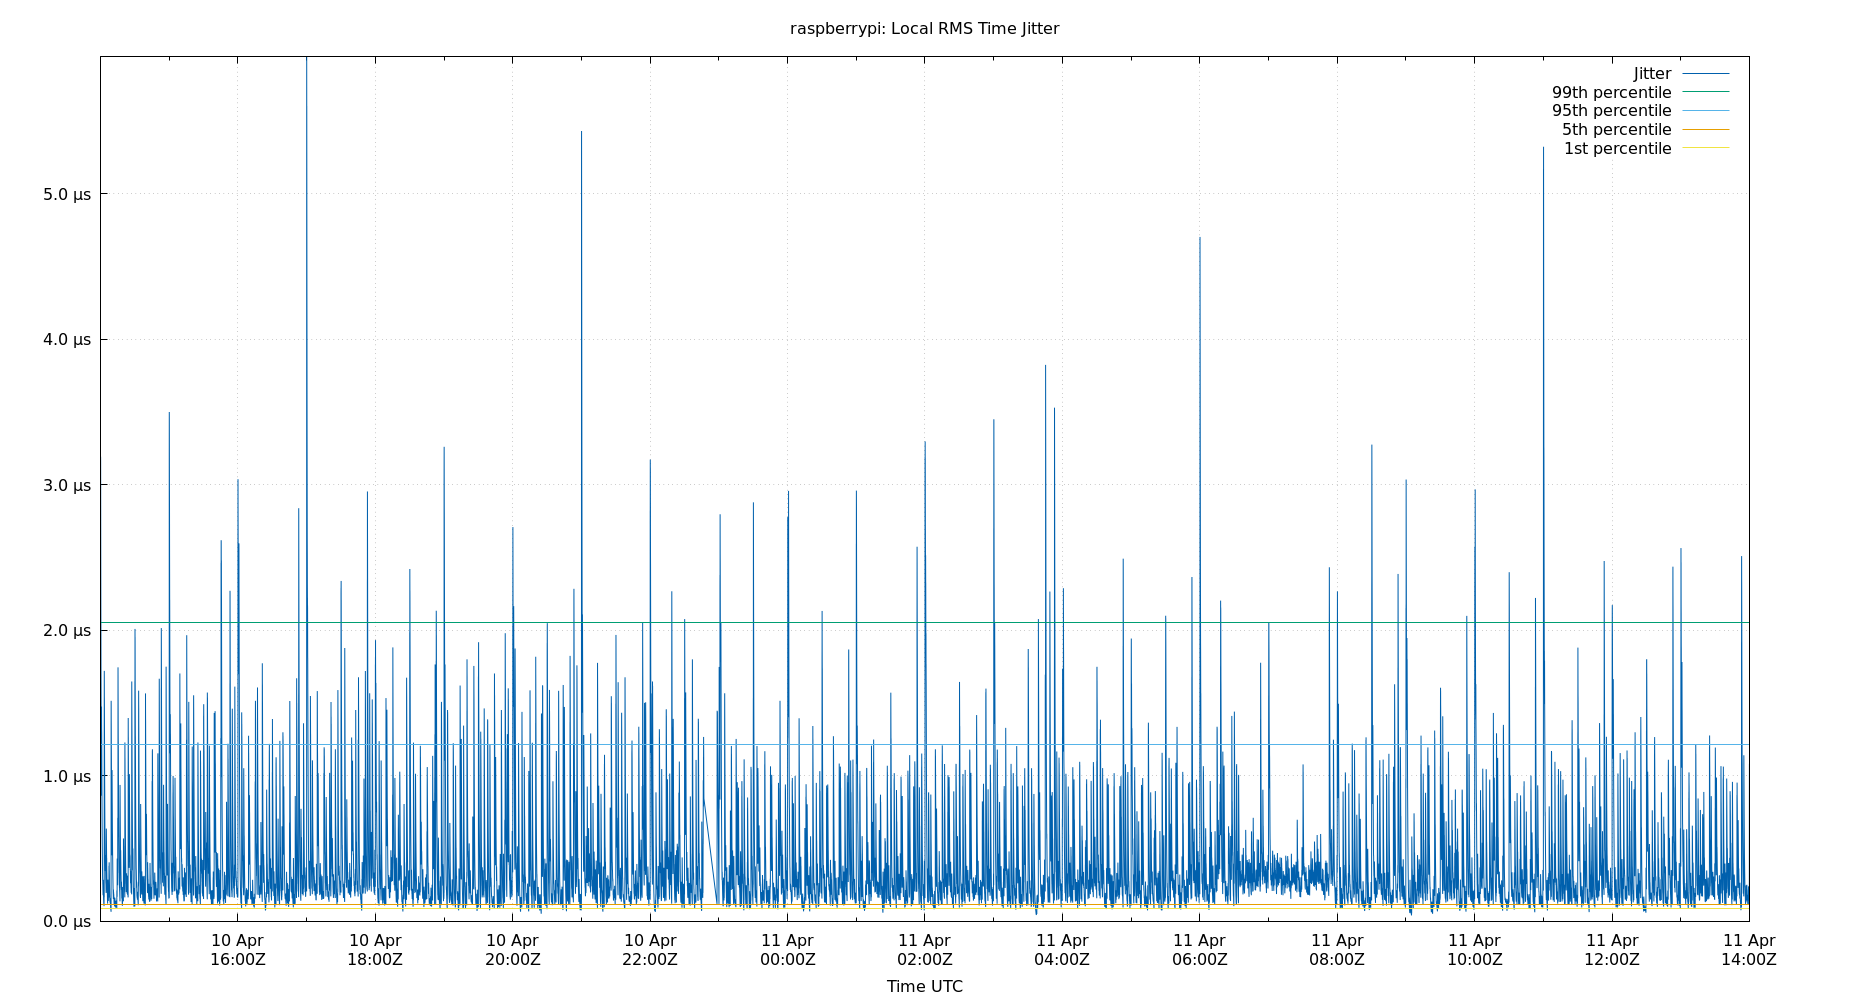 raspberrypi: Local RMS Time Jitter
Jitter
99th percentile
95th percentile
5th percentile
1st percentile
5.0 µs
4.0 µs
3.0 µs
2.0 µs
1.0 µs
0.0 µs
10 Apr 10 Apr 10 Apr 10 Apr 11 Apr 11 Apr 11 Apr 11 Apr 11 Apr 11 Apr 11 Apr 11 Apr
16:00Z 18:00Z 20:00Z 22:00Z 00:00Z 02:00Z 04:00Z 06:00Z 08:00Z 10:00Z 12:00Z 14:00Z
Time UTC